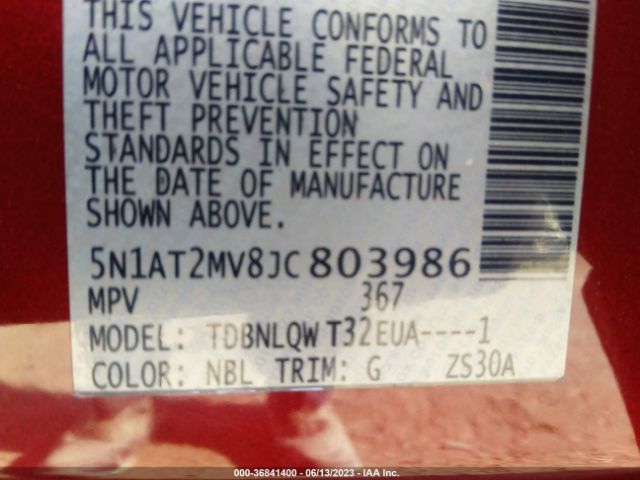 THIS VEHICLE CONFORMS TO
ALL APPLICABLE FEDERAL
MOTOR VEHICLE SAFETY AND
THEFT PREVENTION
STANDARDS IN EFFECT ON
THE DATE OF MANUFACTURE
SHOWN ABOVE.
5N1AT2MV8JC803986
MPV 367
MODEL: TDBNLQW T32EUA----1
COLOR: NBL TRIM: G ZS30A
000-36841400 - 06/13/2023 - IAA Inc.